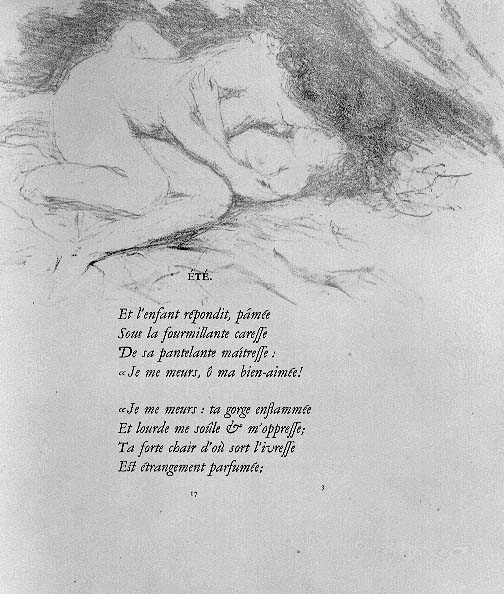 ÉTÉ.
Et l'enfant répondit, pâmée
Sous la fourmillante careſſe
De sa pantelante maîtreſſe :
«Je me meurs, ô ma bien-aimée!
«Je me meurs : ta gorge enflammée
Et lourde me soûle & m'oppreſſe;
Ta forte chair d'où sort l'ivreſſe
Est étrangement parfumée;
17 3